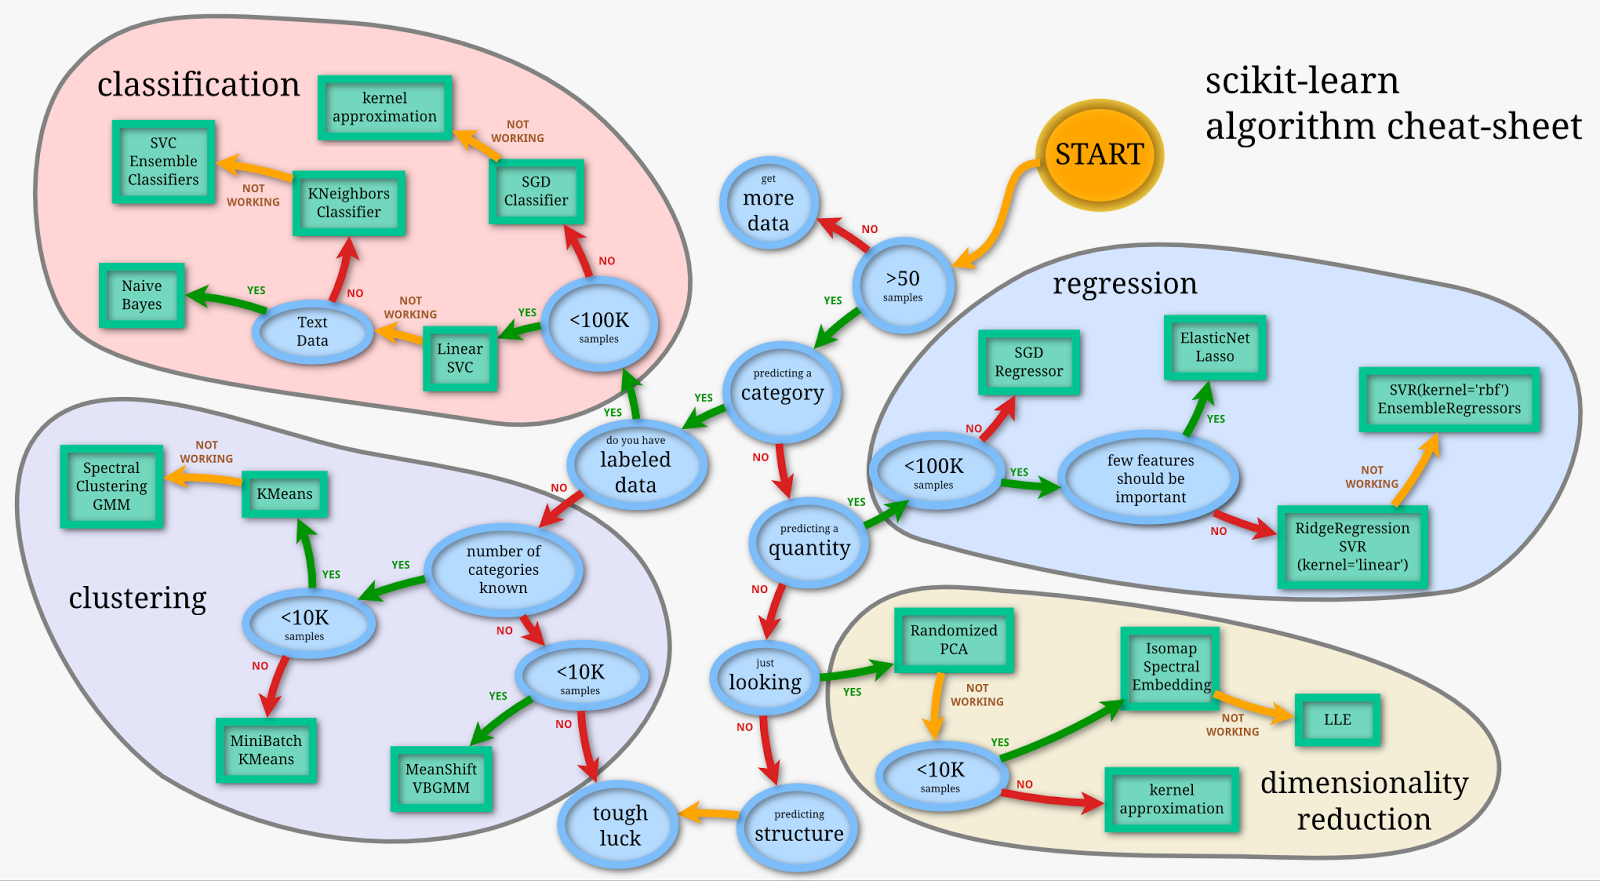 scikit-learn
algorithm cheat-sheet
START
>50
samples
NO
get
more
data
YES
predicting a
category
YES
do you have
labeled
data
YES
NO
classification
<100K
samples
YES
Linear
SVC
NOT
WORKING
Text
Data
YES
Naive
Bayes
NO
KNeighbors
Classifier
NOT
WORKING
SVC
Ensemble
Classifiers
NO
SGD
Classifier
NOT
WORKING
kernel
approximation
clustering
number of
categories
known
YES
<10K
samples
YES
KMeans
NOT
WORKING
Spectral
Clustering
GMM
NO
MiniBatch
KMeans
NO
<10K
samples
YES
MeanShift
VBGMM
NO
tough
luck
NO
predicting a
quantity
YES
regression
<100K
samples
NO
SGD
Regressor
YES
few features
should be
important
YES
ElasticNet
Lasso
NO
RidgeRegression
SVR
(kernel='linear')
NOT
WORKING
SVR(kernel='rbf')
EnsembleRegressors
NO
just
looking
YES
Randomized
PCA
NOT
WORKING
<10K
samples
YES
Isomap
Spectral
Embedding
NOT
WORKING
LLE
NO
kernel
approximation
dimensionality
reduction
NO
predicting
structure